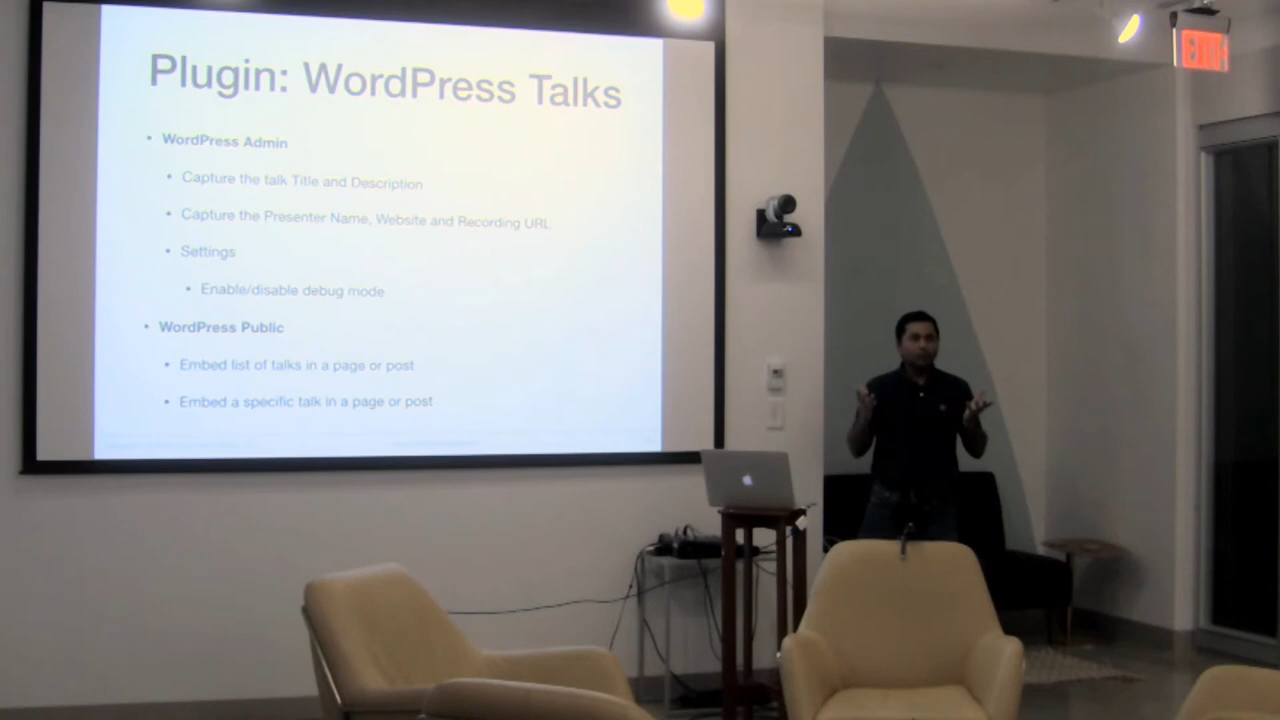 Plugin: WordPress Talks
• WordPress Admin
• Capture the talk Title and Description
• Capture the Presenter Name, Website and Recording URL
• Settings
• Enable/disable debug mode
• WordPress Public
• Embed list of talks in a page or post
• Embed a specific talk in a page or post
EXIT